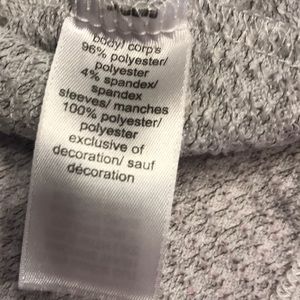 body/ corps
96% polyester/
polyester
4% spandex/
spandex
sleeves/ manches
100% polyester/
polyester
exclusive of
decoration/ sauf
décoration